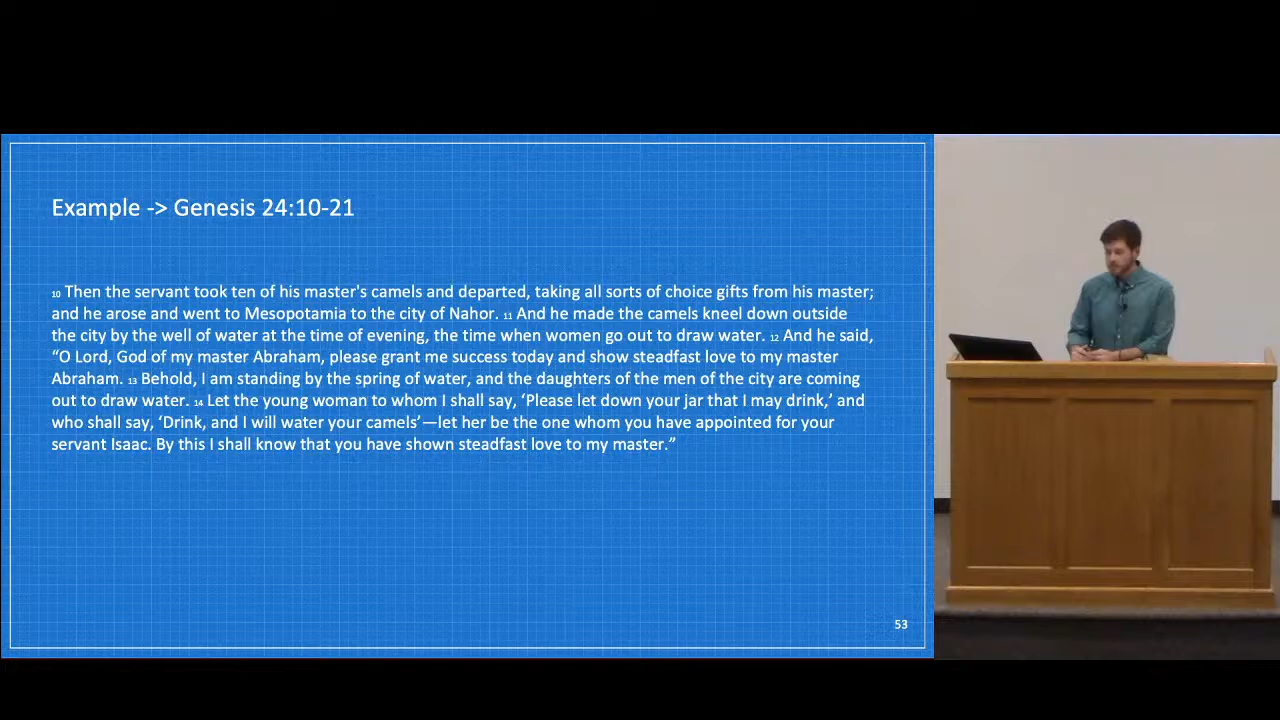 Example -> Genesis 24:10-21
10 Then the servant took ten of his master's camels and departed, taking all sorts of choice gifts from his master;
and he arose and went to Mesopotamia to the city of Nahor. 11 And he made the camels kneel down outside
the city by the well of water at the time of evening, the time when women go out to draw water. 12 And he said,
“O Lord, God of my master Abraham, please grant me success today and show steadfast love to my master
Abraham. 13 Behold, I am standing by the spring of water, and the daughters of the men of the city are coming
out to draw water. 14 Let the young woman to whom I shall say, ‘Please let down your jar that I may drink,’ and
who shall say, ‘Drink, and I will water your camels’—let her be the one whom you have appointed for your
servant Isaac. By this I shall know that you have shown steadfast love to my master.”
53